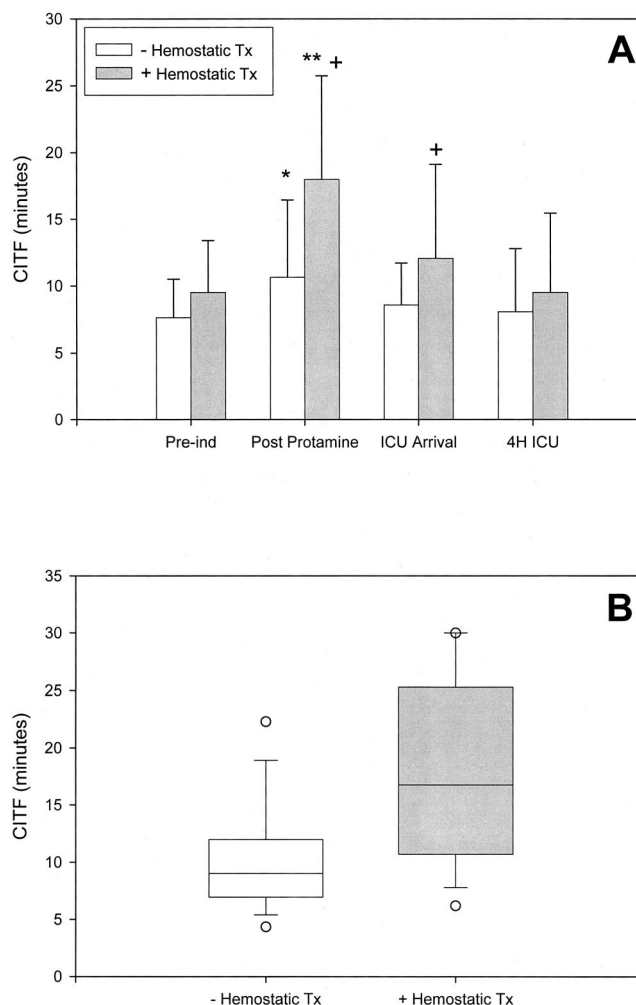 A
- Hemostatic Tx
+ Hemostatic Tx
CITF (minutes)
30
25
20
15
10
5
0
*
** +
+
Pre-ind Post Protamine ICU Arrival 4H ICU
B
CITF (minutes)
35
30
25
20
15
10
5
0
- Hemostatic Tx + Hemostatic Tx